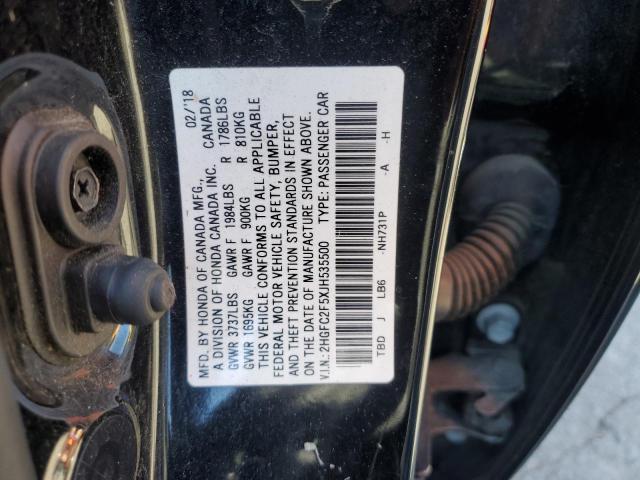 MFD. BY HONDA OF CANADA MFG., 02/'18
A DIVISION OF HONDA CANADA INC. CANADA
GVWR 3737LBS GAWR F 1984LBS R 1786LBS
GVWR 1695KG GAWR F 900KG R 810KG
THIS VEHICLE CONFORMS TO ALL APPLICABLE
FEDERAL MOTOR VEHICLE SAFETY, BUMPER,
AND THEFT PREVENTION STANDARDS IN EFFECT
ON THE DATE OF MANUFACTURE SHOWN ABOVE.
V.I.N.: 2HGFC2F5XJH535500 TYPE: PASSENGER CAR
TBD J LB6 -NH731P -A -H